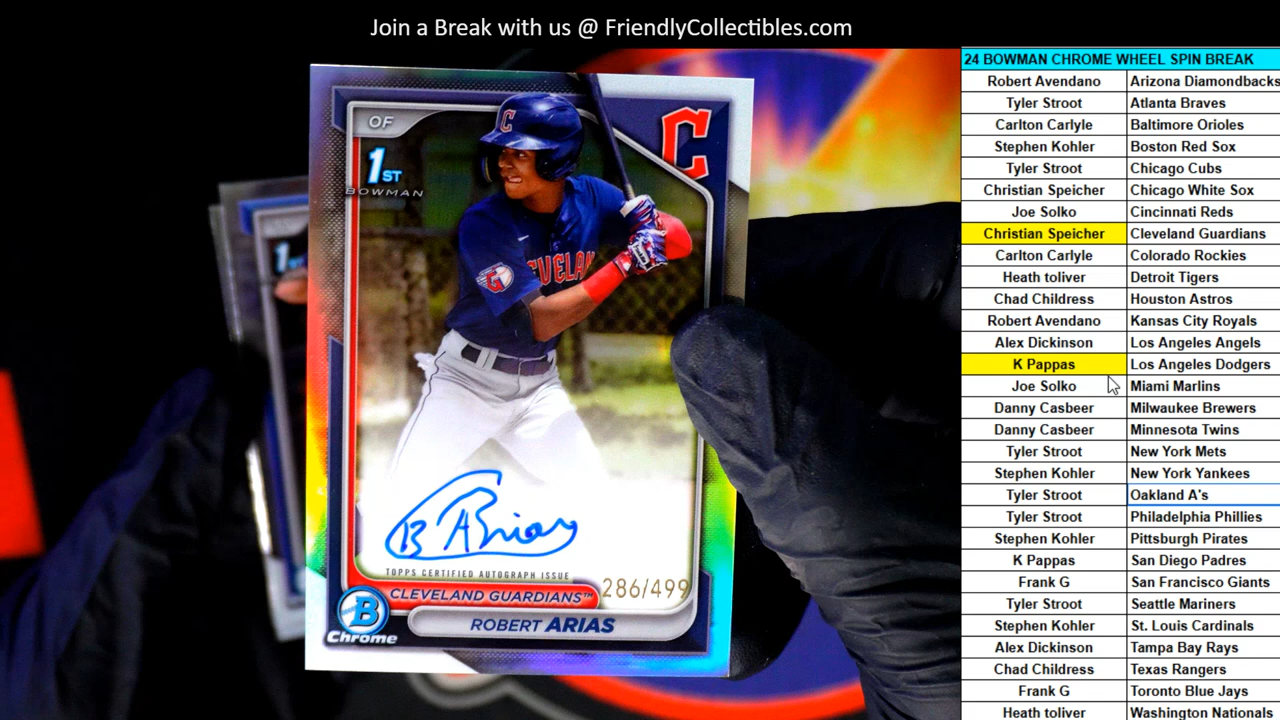 Join a Break with us @ FriendlyCollectibles.com
OF
1ST
BOWMAN
C
C
CLEVELAND
G
B Arias
TOPPS CERTIFIED AUTOGRAPH ISSUE
286/499
CLEVELAND GUARDIANS™
ROBERT ARIAS
B
Chrome
1ST
24 BOWMAN CHROME WHEEL SPIN BREAK
Robert Avendano Arizona Diamondbacks
Tyler Stroot Atlanta Braves
Carlton Carlyle Baltimore Orioles
Stephen Kohler Boston Red Sox
Tyler Stroot Chicago Cubs
Christian Speicher Chicago White Sox
Joe Solko Cincinnati Reds
Christian Speicher Cleveland Guardians
Carlton Carlyle Colorado Rockies
Heath toliver Detroit Tigers
Chad Childress Houston Astros
Robert Avendano Kansas City Royals
Alex Dickinson Los Angeles Angels
K Pappas Los Angeles Dodgers
Joe Solko Miami Marlins
Danny Casbeer Milwaukee Brewers
Danny Casbeer Minnesota Twins
Tyler Stroot New York Mets
Stephen Kohler New York Yankees
Tyler Stroot Oakland A's
Tyler Stroot Philadelphia Phillies
Stephen Kohler Pittsburgh Pirates
K Pappas San Diego Padres
Frank G San Francisco Giants
Tyler Stroot Seattle Mariners
Stephen Kohler St. Louis Cardinals
Alex Dickinson Tampa Bay Rays
Chad Childress Texas Rangers
Frank G Toronto Blue Jays
Heath toliver Washington Nationals